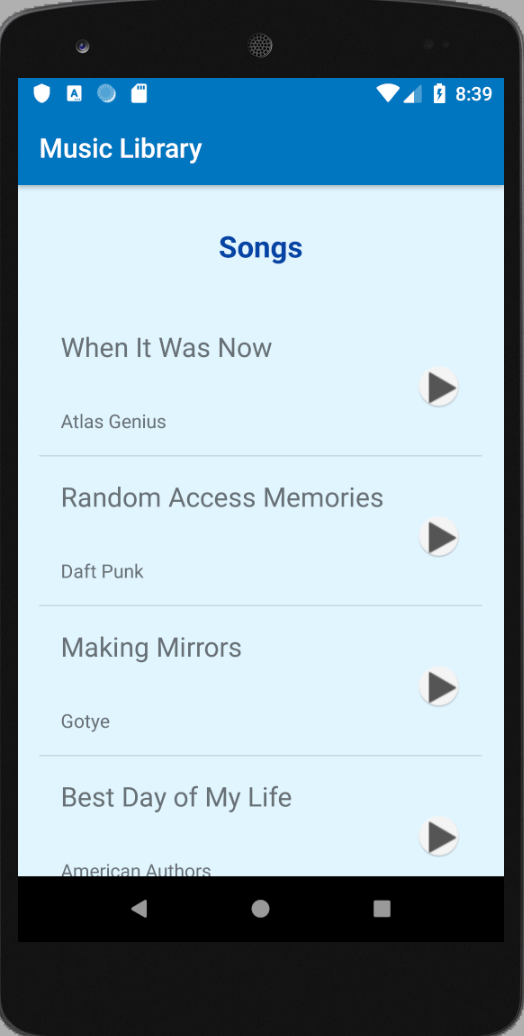 8:39
Music Library
Songs
When It Was Now
Atlas Genius
Random Access Memories
Daft Punk
Making Mirrors
Gotye
Best Day of My Life
American Authors